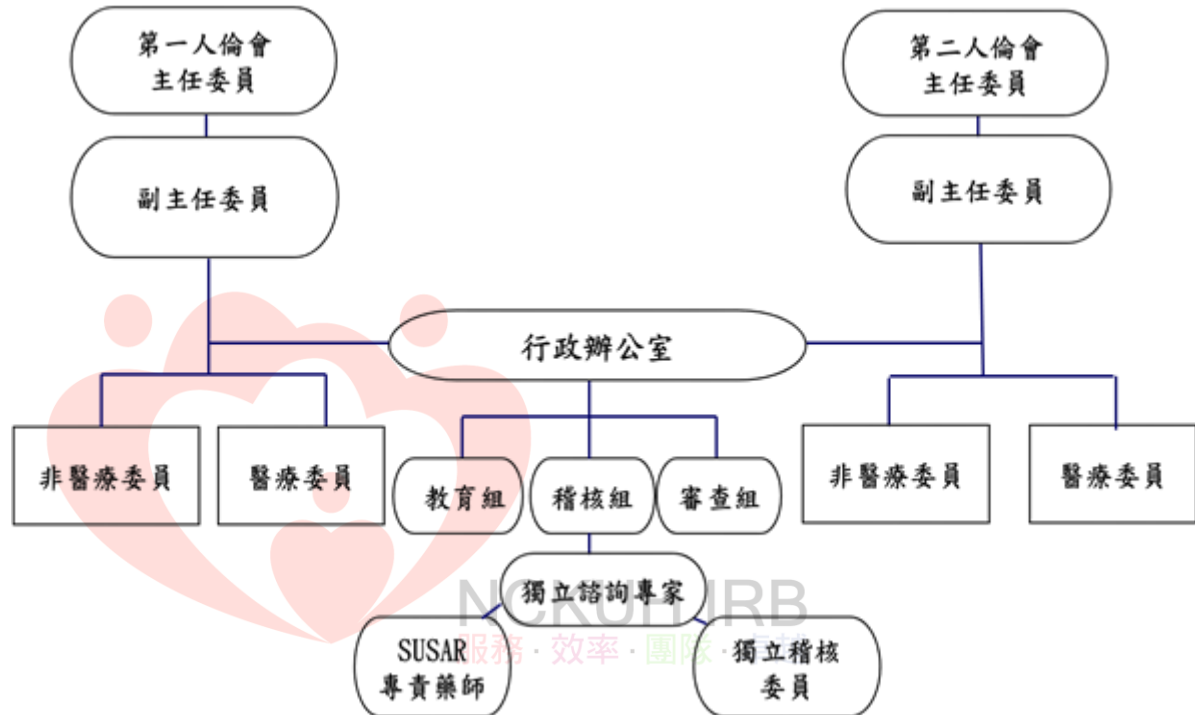 第一人倫會
主任委員
第二人倫會
主任委員
副主任委員
副主任委員
行政辦公室
非醫療委員
醫療委員
教育組
稽核組
審查組
非醫療委員
醫療委員
獨立諮詢專家
NCKUH IRB
服務·效率·團隊·卓越
SUSAR
專責藥師
獨立稽核
委員